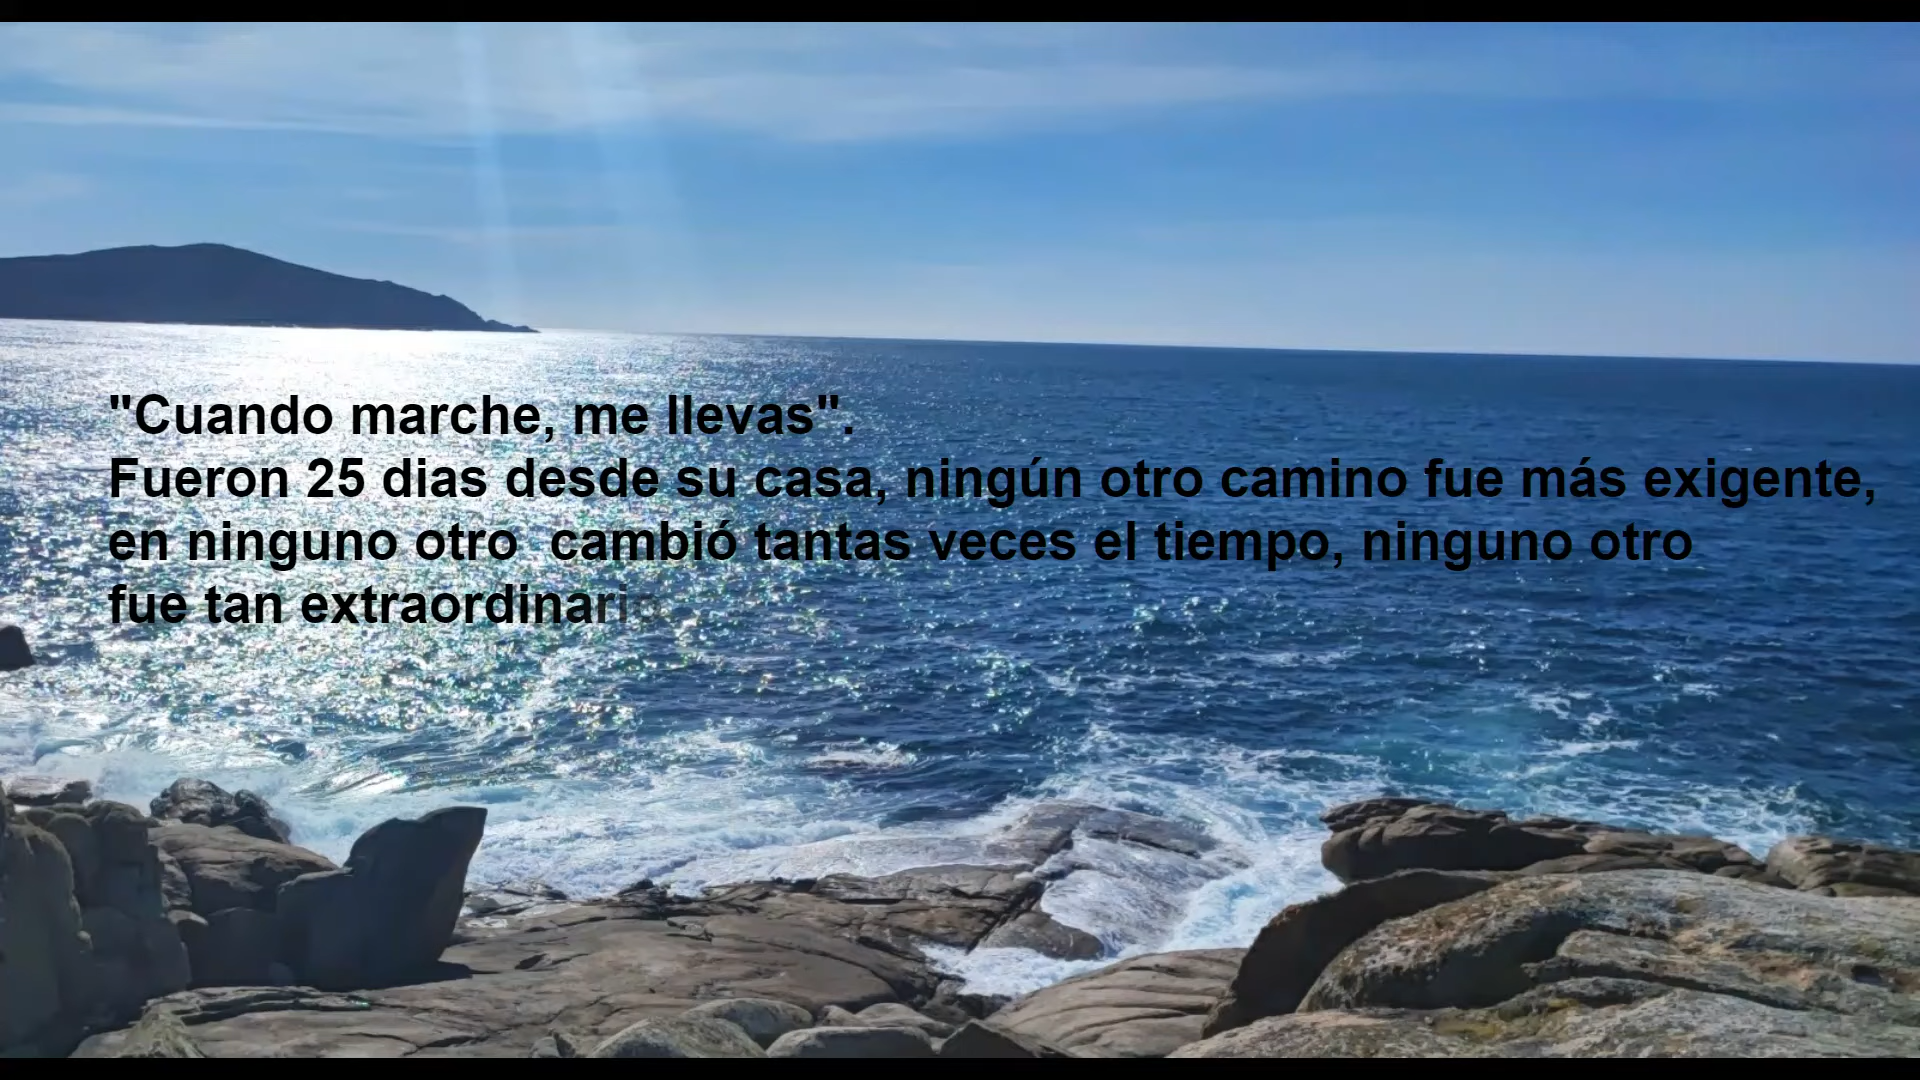 "Cuando marche, me llevas".
Fueron 25 dias desde su casa, ningún otro camino fue más exigente,
en ninguno otro  cambió tantas veces el tiempo, ninguno otro
fue tan extraordinario